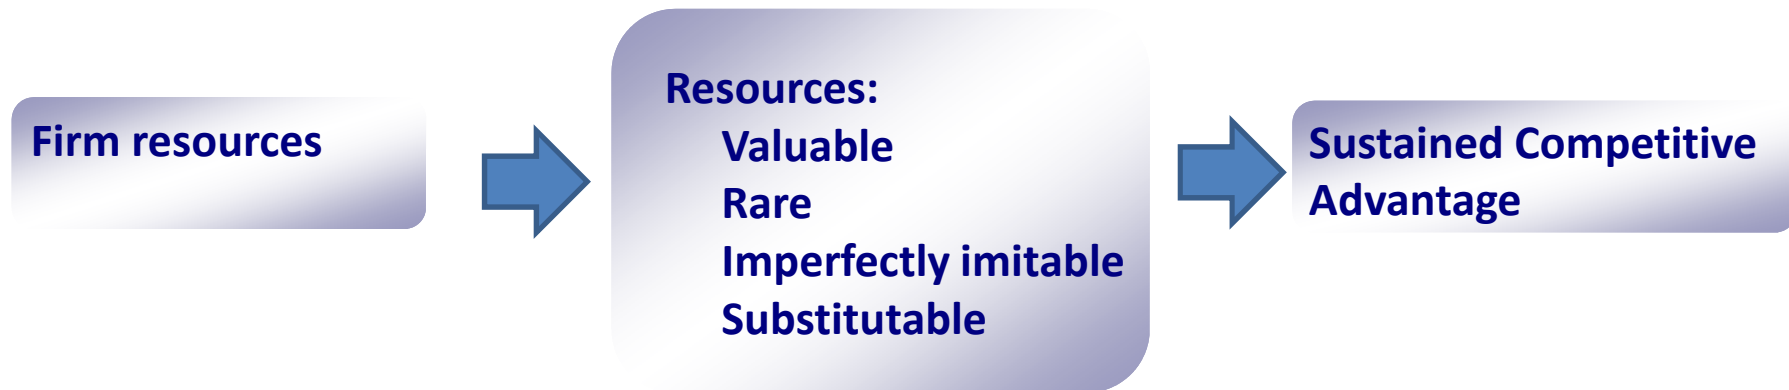 Firm resources
Resources:
Valuable
Rare
Imperfectly imitable
Substitutable
Sustained Competitive
Advantage